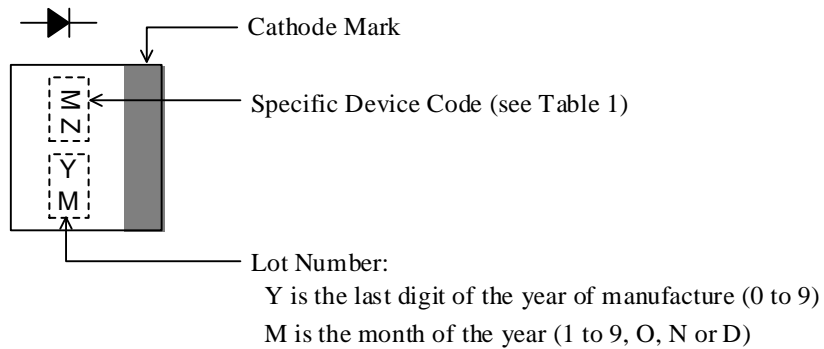 Cathode Mark
M
Z
Specific Device Code (see Table 1)
Y
M
Lot Number:
Y is the last digit of the year of manufacture (0 to 9)
M is the month of the year (1 to 9, O, N or D)